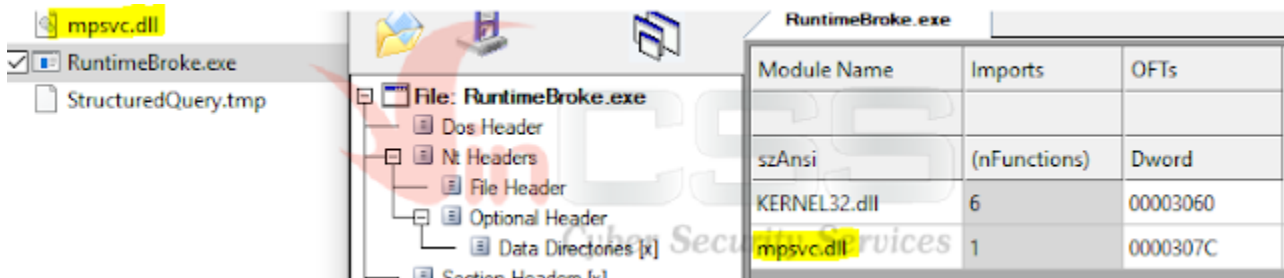 mpsvc.dll
RuntimeBroke.exe
StructuredQuery.tmp
File: RuntimeBroke.exe
Dos Header
Nt Headers
File Header
Optional Header
Data Directories [x]
Section Headers [x]
RuntimeBroke.exe
Module Name Imports OFTs
szAnsi (nFunctions) Dword
KERNEL32.dll 6 00003060
mpsvc.dll 1 0000307C
inCSS
Cyber Security Services